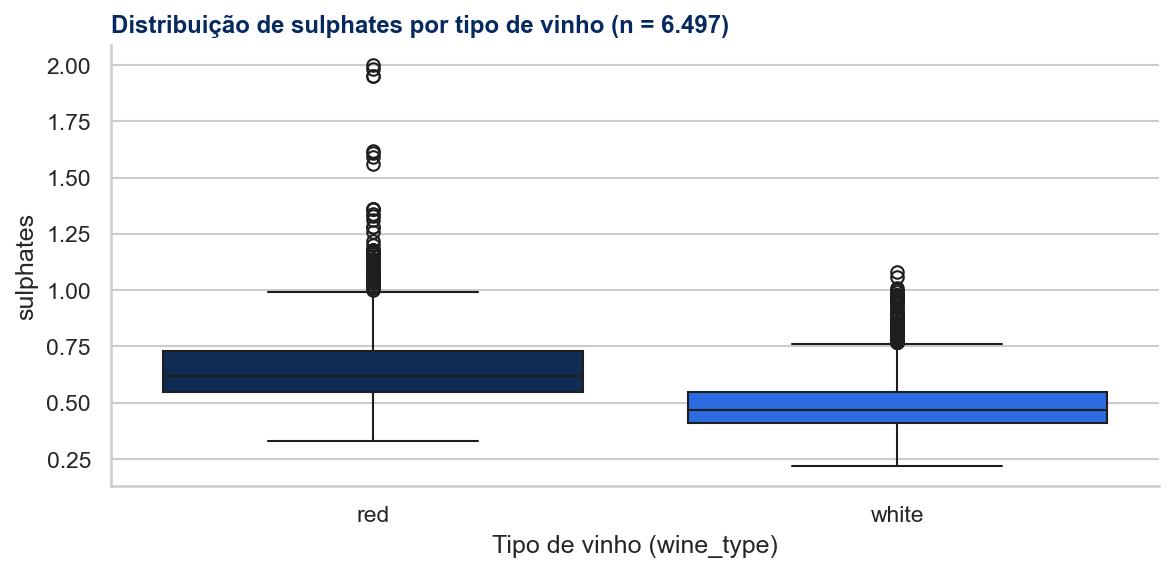 Distribuição de sulphates por tipo de vinho (n = 6.497)
2.00
1.75
1.50
1.25
1.00
0.75
0.50
0.25
sulphates
red
white
Tipo de vinho (wine_type)